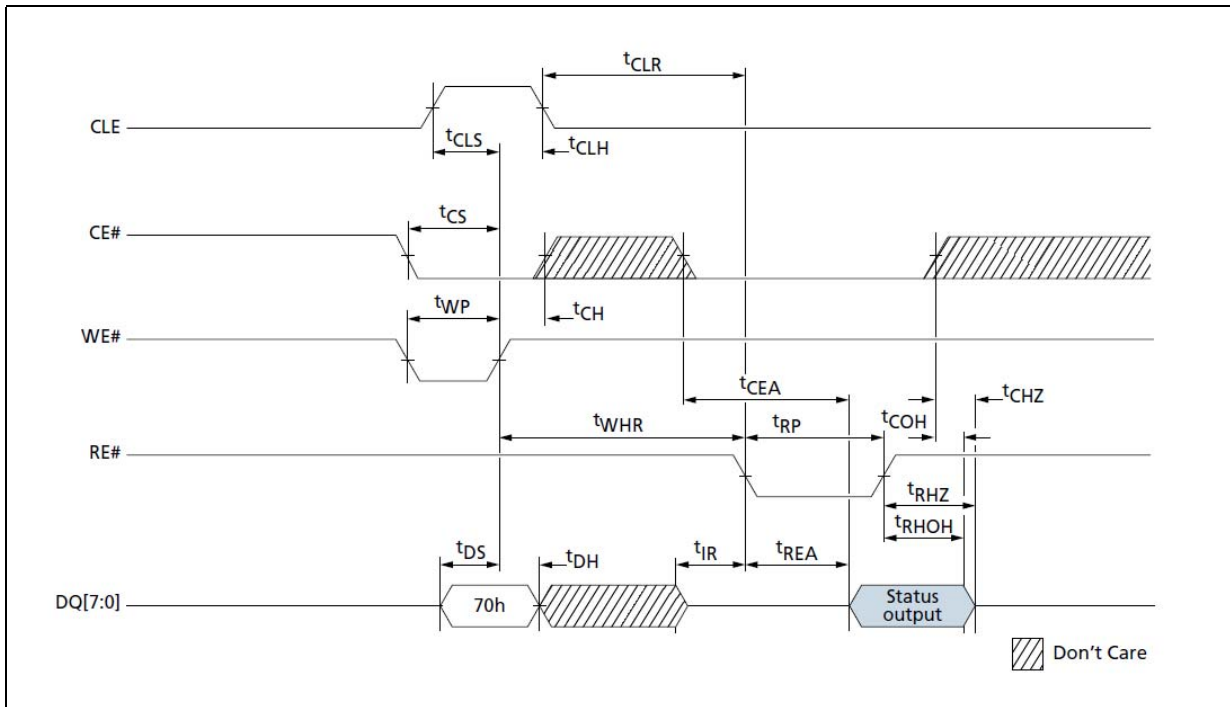 tCLR
CLE
tCLS
tCLH
CE#
tCS
tCH
WE#
tWP
tCEA
tCHZ
tCOH
tWHR
tRP
RE#
tRHZ
tRHOH
tDS
tDH
tIR
tREA
DQ[7:0]
70h
Status
output
Don't Care